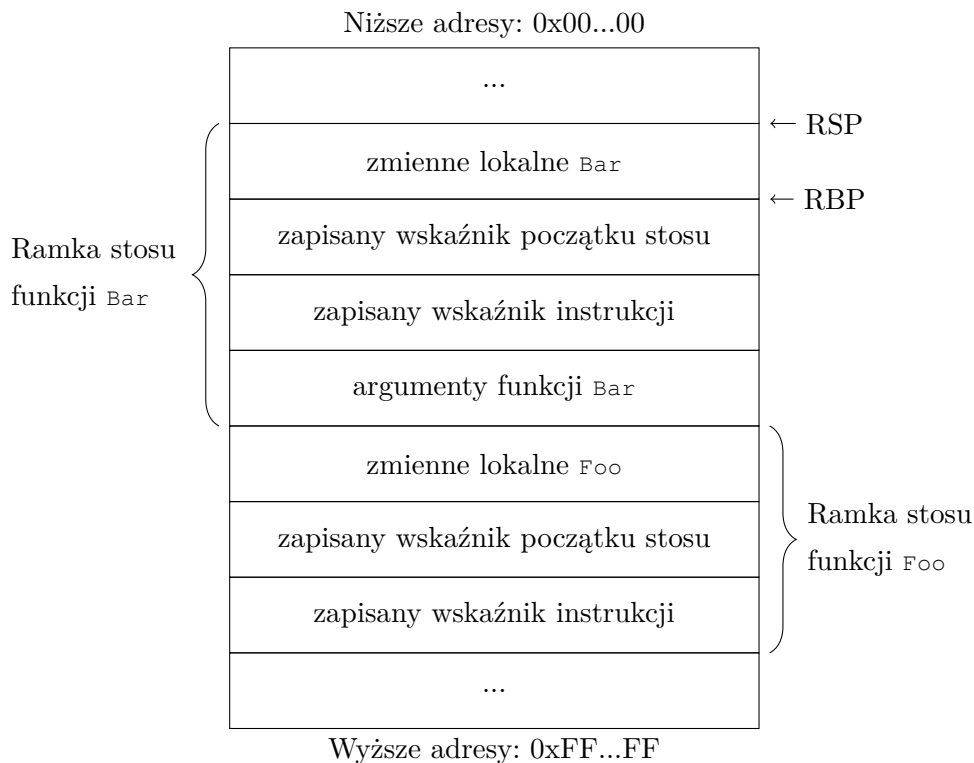 Niższe adresy: 0x00...00
...
← RSP
zmienne lokalne Bar
← RBP
zapisany wskaźnik początku stosu
Ramka stosu
funkcji Bar
zapisany wskaźnik instrukcji
argumenty funkcji Bar
zmienne lokalne Foo
zapisany wskaźnik początku stosu
Ramka stosu
funkcji Foo
zapisany wskaźnik instrukcji
...
Wyższe adresy: 0xFF...FF